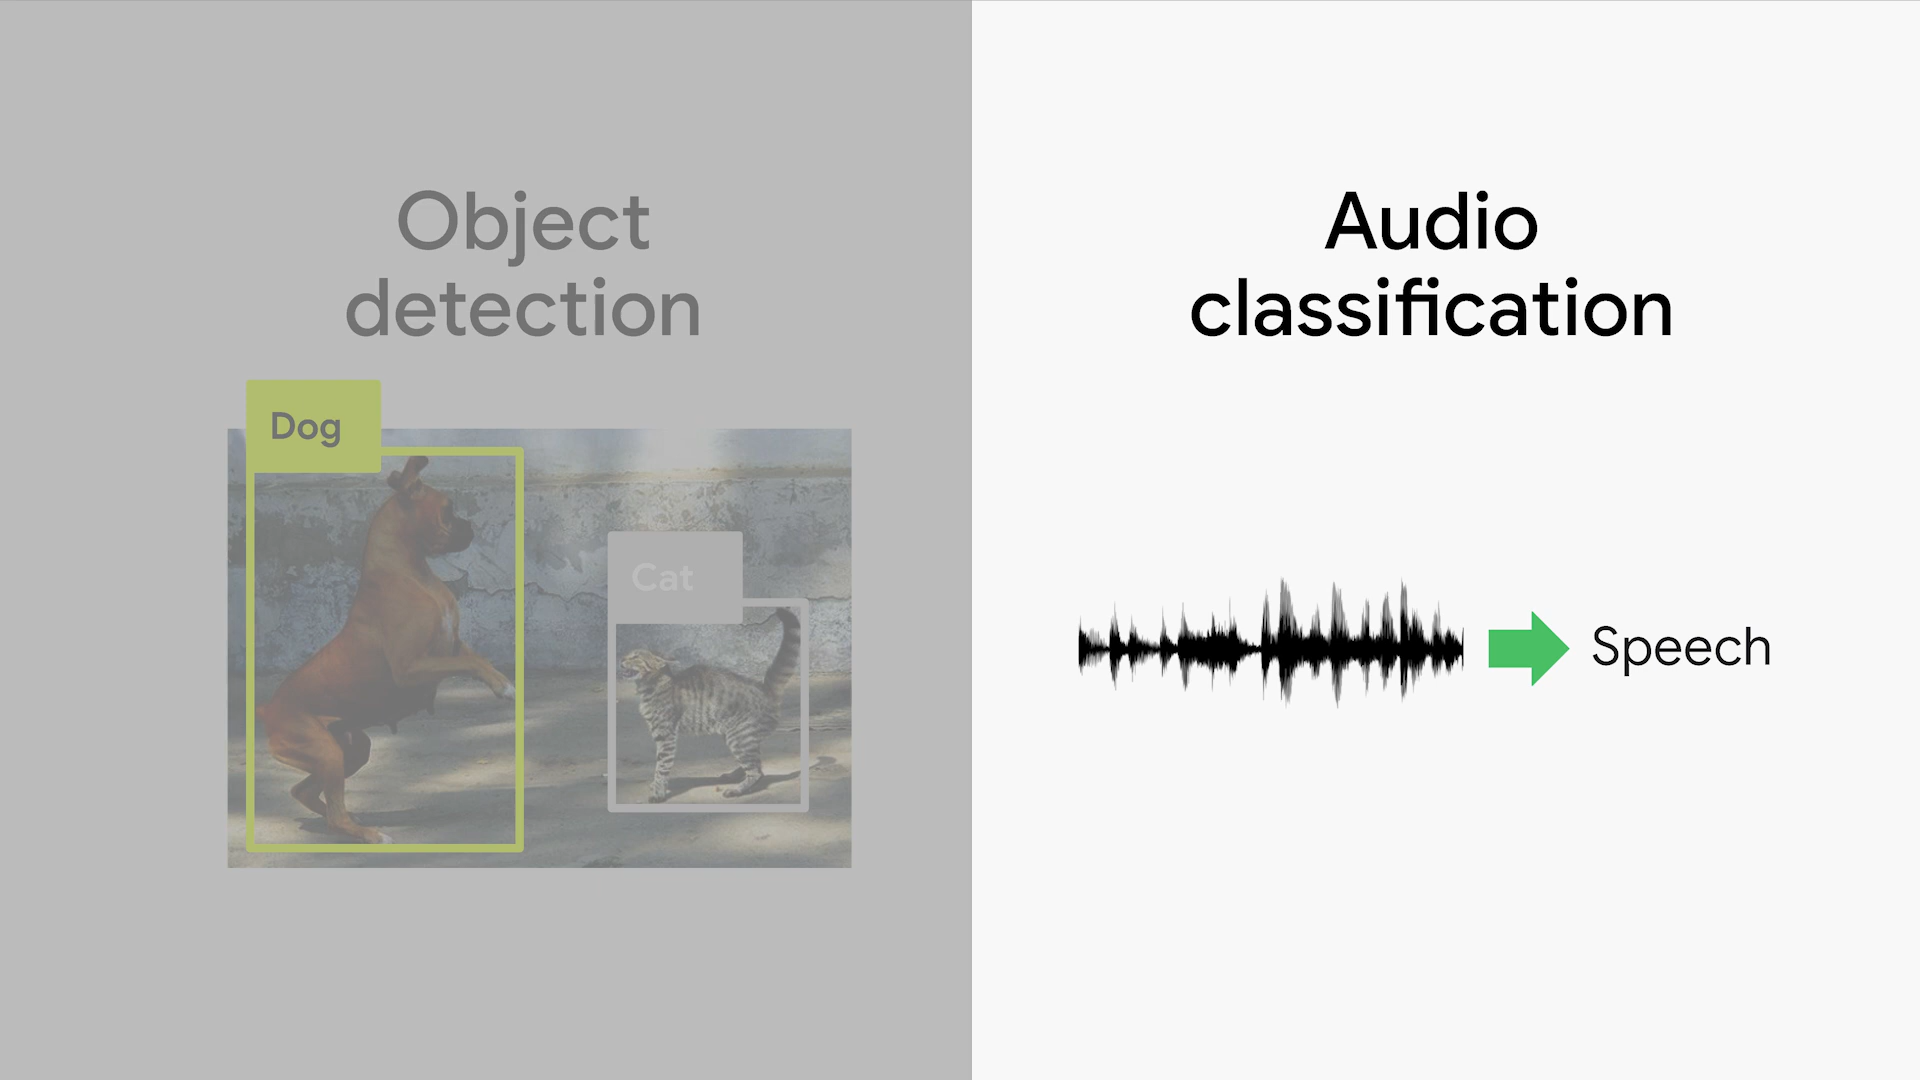 Object
detection
Dog
Cat
Audio
classification
Speech